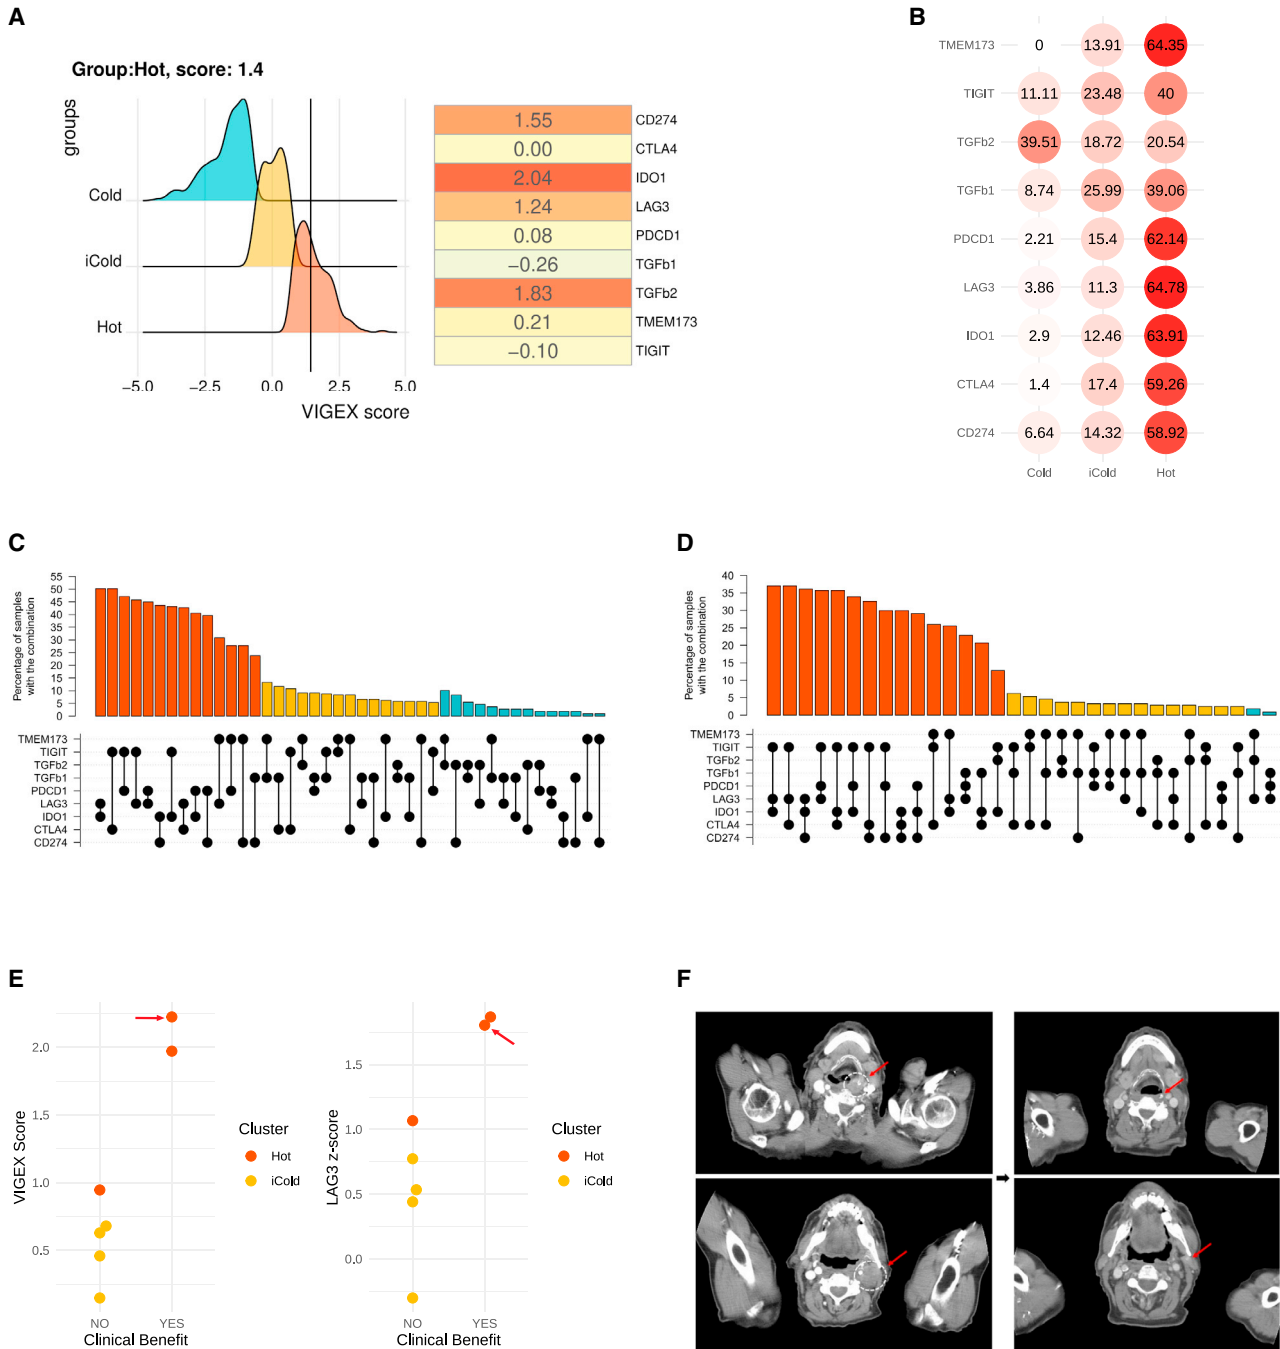 A
Group:Hot, score: 1.4
groups
Cold
iCold
Hot
−5.0 −2.5 0.0 2.5 5.0
VIGEX score
1.55 CD274
0.00 CTLA4
2.04 IDO1
1.24 LAG3
0.08 PDCD1
−0.26 TGFb1
1.83 TGFb2
0.21 TMEM173
−0.10 TIGIT
B
TMEM173 0 13.91 64.35
TIGIT 11.11 23.48 40
TGFb2 39.51 18.72 20.54
TGFb1 8.74 25.99 39.06
PDCD1 2.21 15.4 62.14
LAG3 3.86 11.3 64.78
IDO1 2.9 12.46 63.91
CTLA4 1.4 17.4 59.26
CD274 6.64 14.32 58.92
Cold iCold Hot
C
Percentage of samples
with the combination
55
50
45
40
35
30
25
20
15
10
5
0
TMEM173
TIGIT
TGFb2
TGFb1
PDCD1
LAG3
IDO1
CTLA4
CD274
D
Percentage of samples
with the combination
40
35
30
25
20
15
10
5
0
TMEM173
TIGIT
TGFb2
TGFb1
PDCD1
LAG3
IDO1
CTLA4
CD274
E
VIGEX Score
2.0
1.5
1.0
0.5
NO YES
Clinical Benefit
Cluster
Hot
iCold
LAG3 z-score
1.5
1.0
0.5
0.0
NO YES
Clinical Benefit
Cluster
Hot
iCold
F